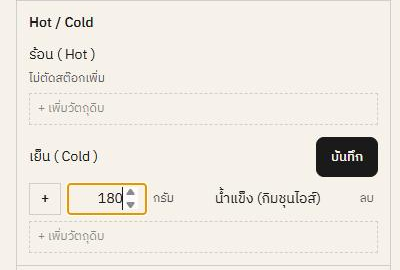 Hot / Cold
ร้อน ( Hot )
ไม่ตัดสต๊อกเพิ่ม
+ เพิ่มวัตถุดิบ
เย็น ( Cold ) บันทึก
+ 180 กรัม น้ำแข็ง (กิมชุนไอส์) ลบ
+ เพิ่มวัตถุดิบ